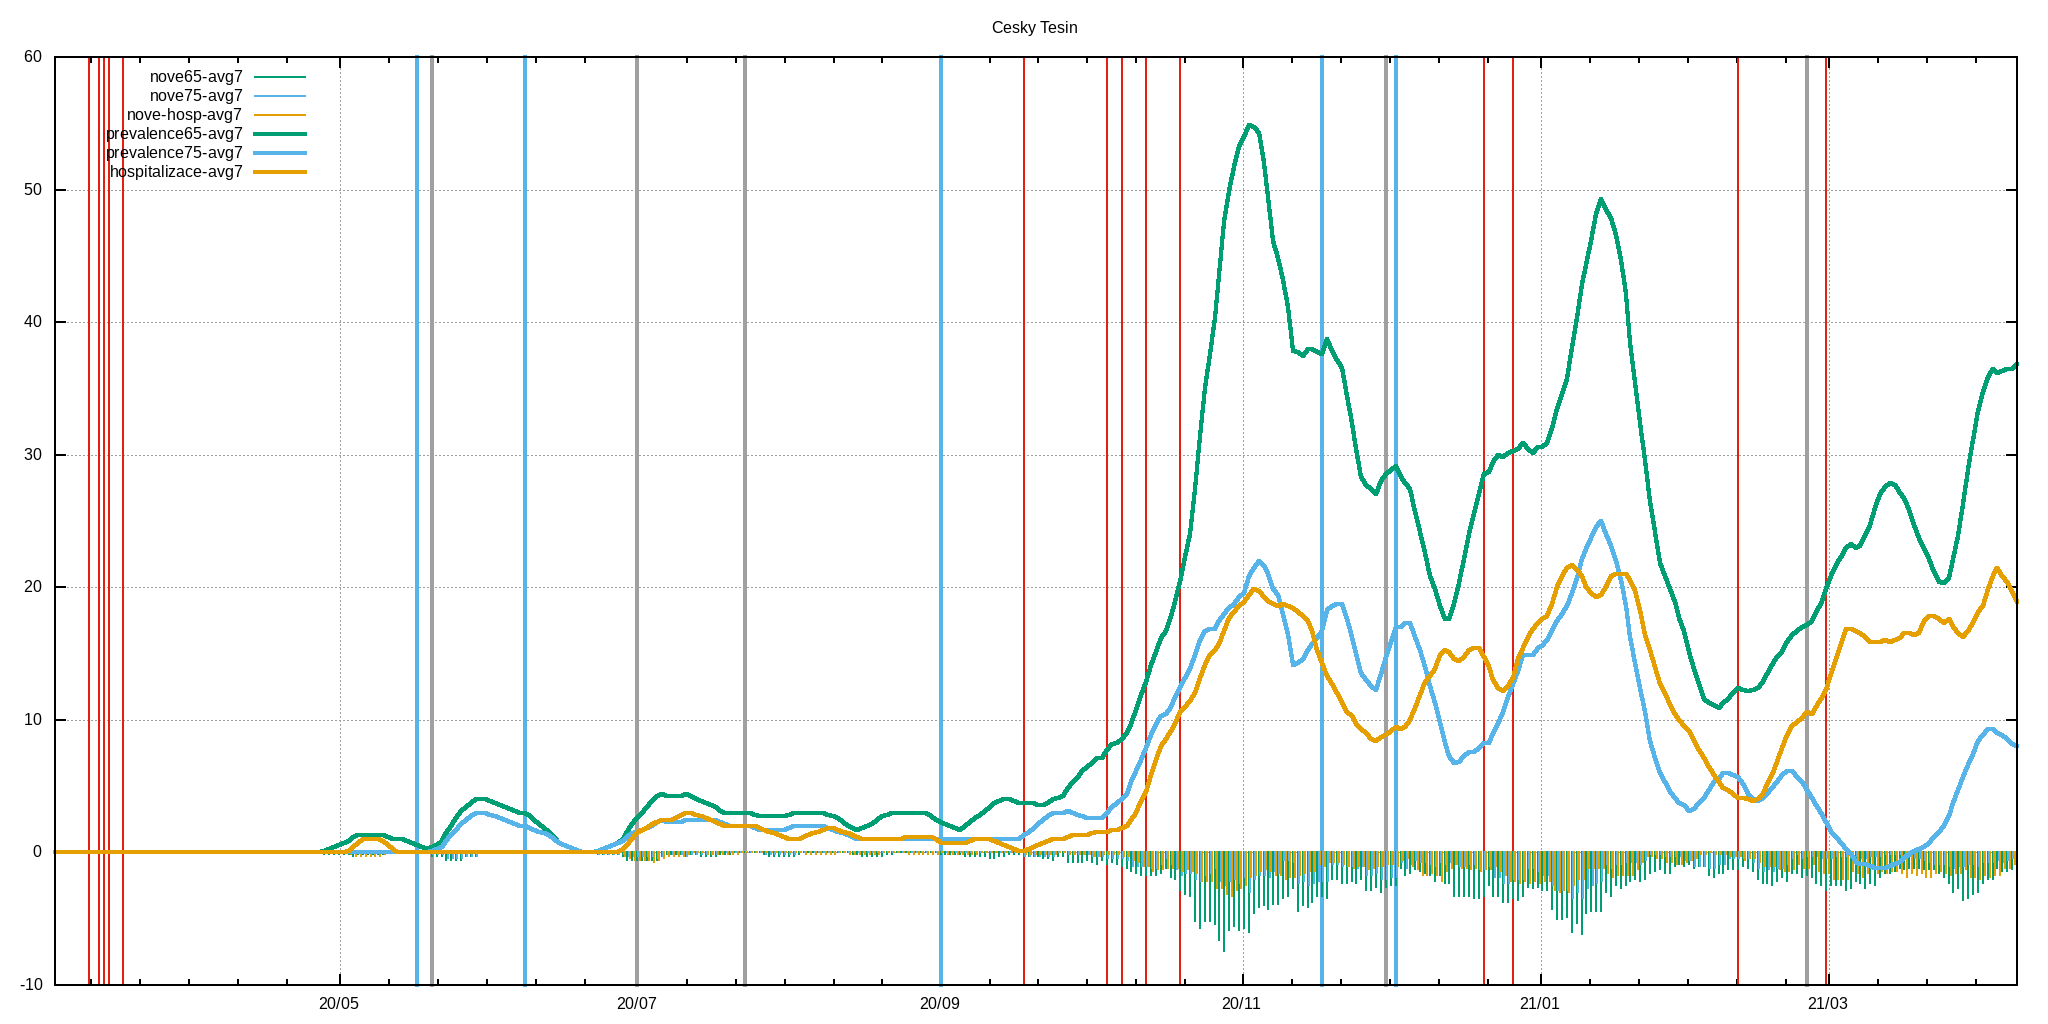 Cesky Tesin
60
50
40
30
20
10
0
-10
nove65-avg7
nove75-avg7
nove-hosp-avg7
prevalence65-avg7
prevalence75-avg7
hospitalizace-avg7
20/05 20/07 20/09 20/11 21/01 21/03